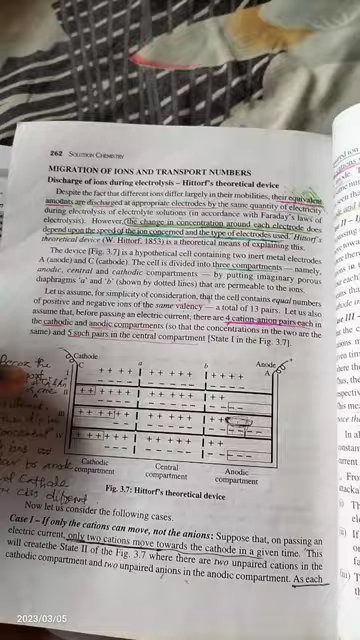 262 SOLUTION CHEMISTRY
MIGRATION OF IONS AND TRANSPORT NUMBERS
Discharge of ions during electrolysis – Hittorf's theoretical device
Despite the fact that different ions differ largely in their mobilities, their equivalent
amounts are discharged at appropriate electrodes by the same quantity of electricity
during electrolysis of electrolyte solutions (in accordance with Faraday's laws of
electrolysis). However, the change in concentration around each electrode does
depend upon the speed of the ion concerned and the type of electrodes used. Hittorf's
theoretical device (W. Hittorf, 1853) is a theoretical means of explaining this.
The device [Fig. 3.7] is a hypothetical cell containing two inert metal electrodes
A (anode) and C (cathode). The cell is divided into three compartments – namely,
anodic, central and cathodic compartments – by putting imaginary porous
diaphragms 'a' and 'b' (shown by dotted lines) that are permeable to the ions.
Let us assume, for simplicity of consideration, that the cell contains equal numbers
of positive and negative ions of the same valency – a total of 13 pairs. Let us also
assume that, before passing an electric current, there are 4 cation-anion pairs each in
the cathodic and anodic compartments (so that the concentrations in the two are the
same) and 5 such pairs in the central compartment [State I in the Fig. 3.7].
Cathode
C
a
b
Anode
A
I
II
III
IV
Cathodic
compartment
Central
compartment
Anodic
compartment
Fig. 3.7: Hittorf's theoretical device
Now let us consider the following cases.
Case I – If only the cations can move, not the anions: Suppose that, on passing an
electric current, only two cations move towards the cathode in a given time. This
will createthe State II of the Fig. 3.7 where there are two unpaired cations in the
cathodic compartment and two unpaired anions in the anodic compartment. As each
2023/03/05